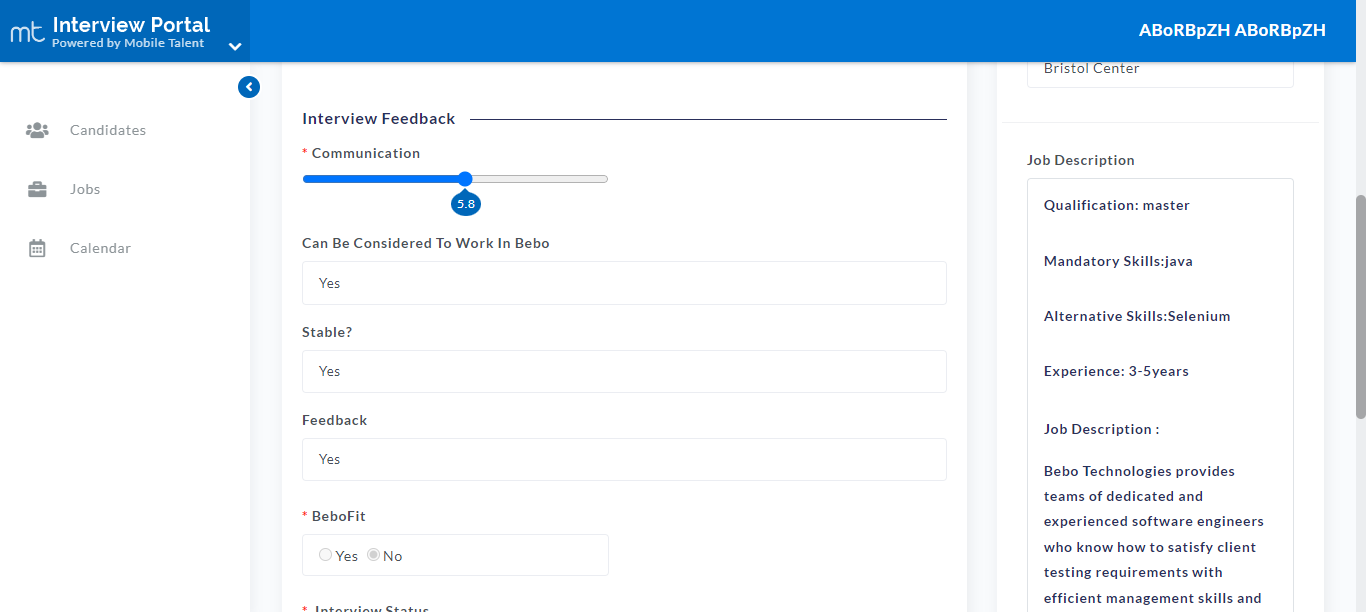 mt Interview Portal
Powered by Mobile Talent
ABoRBpZH ABoRBpZH
Candidates
Jobs
Calendar
Interview Feedback
* Communication
5.8
Can Be Considered To Work In Bebo
Yes
Stable?
Yes
Feedback
Yes
* BeboFit
Yes No
* Interview Status
Bristol Center
Job Description
Qualification: master
Mandatory Skills:java
Alternative Skills:Selenium
Experience: 3-5years
Job Description :
Bebo Technologies provides
teams of dedicated and
experienced software engineers
who know how to satisfy client
testing requirements with
efficient management skills and